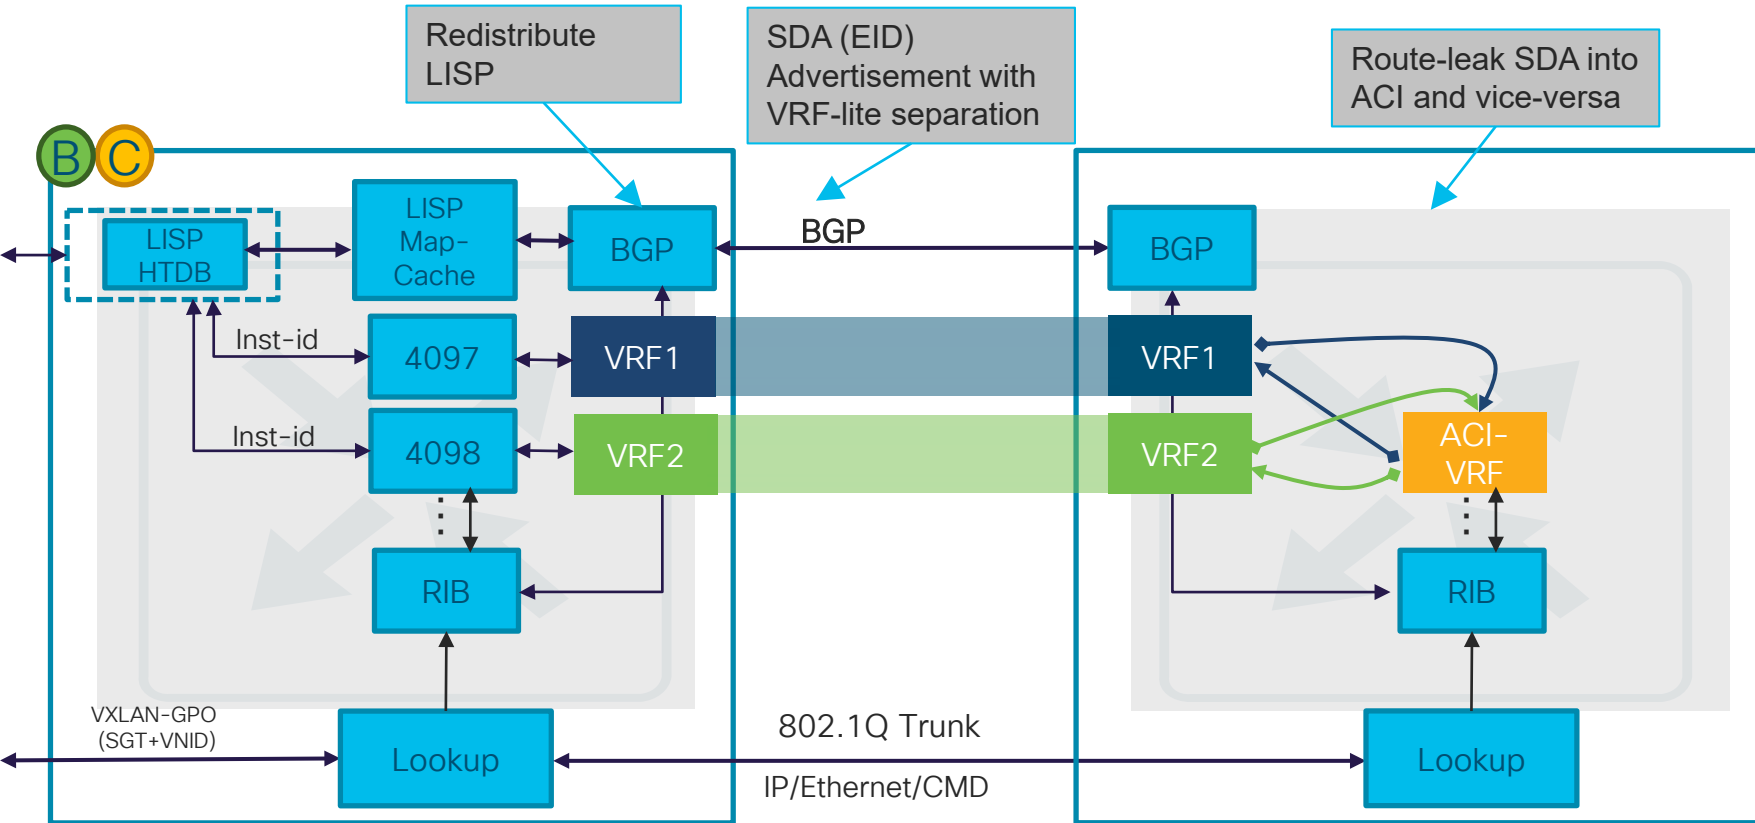 Redistribute
LISP
SDA (EID)
Advertisement with
VRF-lite separation
Route-leak SDA into
ACI and vice-versa
B
C
LISP
HTDB
LISP
Map-
Cache
BGP
BGP
BGP
Inst-id
4097
VRF1
VRF1
Inst-id
4098
VRF2
VRF2
ACI-
VRF
RIB
RIB
VXLAN-GPO
(SGT+VNID)
Lookup
802.1Q Trunk
IP/Ethernet/CMD
Lookup